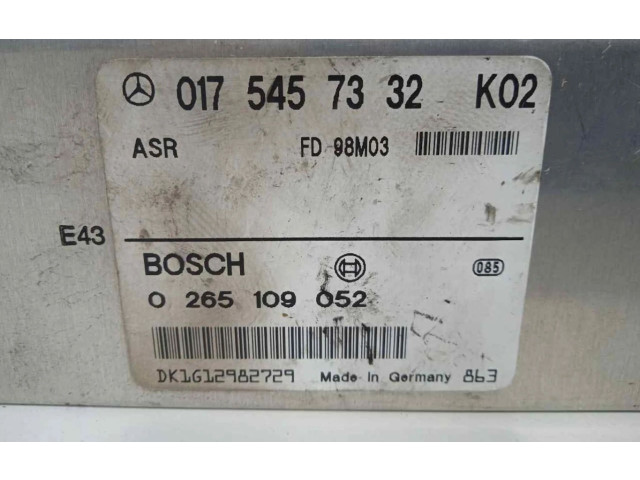 017 545 73 32 K02
ASR FD 98M03
E43
BOSCH 085
0 265 109 052
DK1G12982729 Made In Germany 863